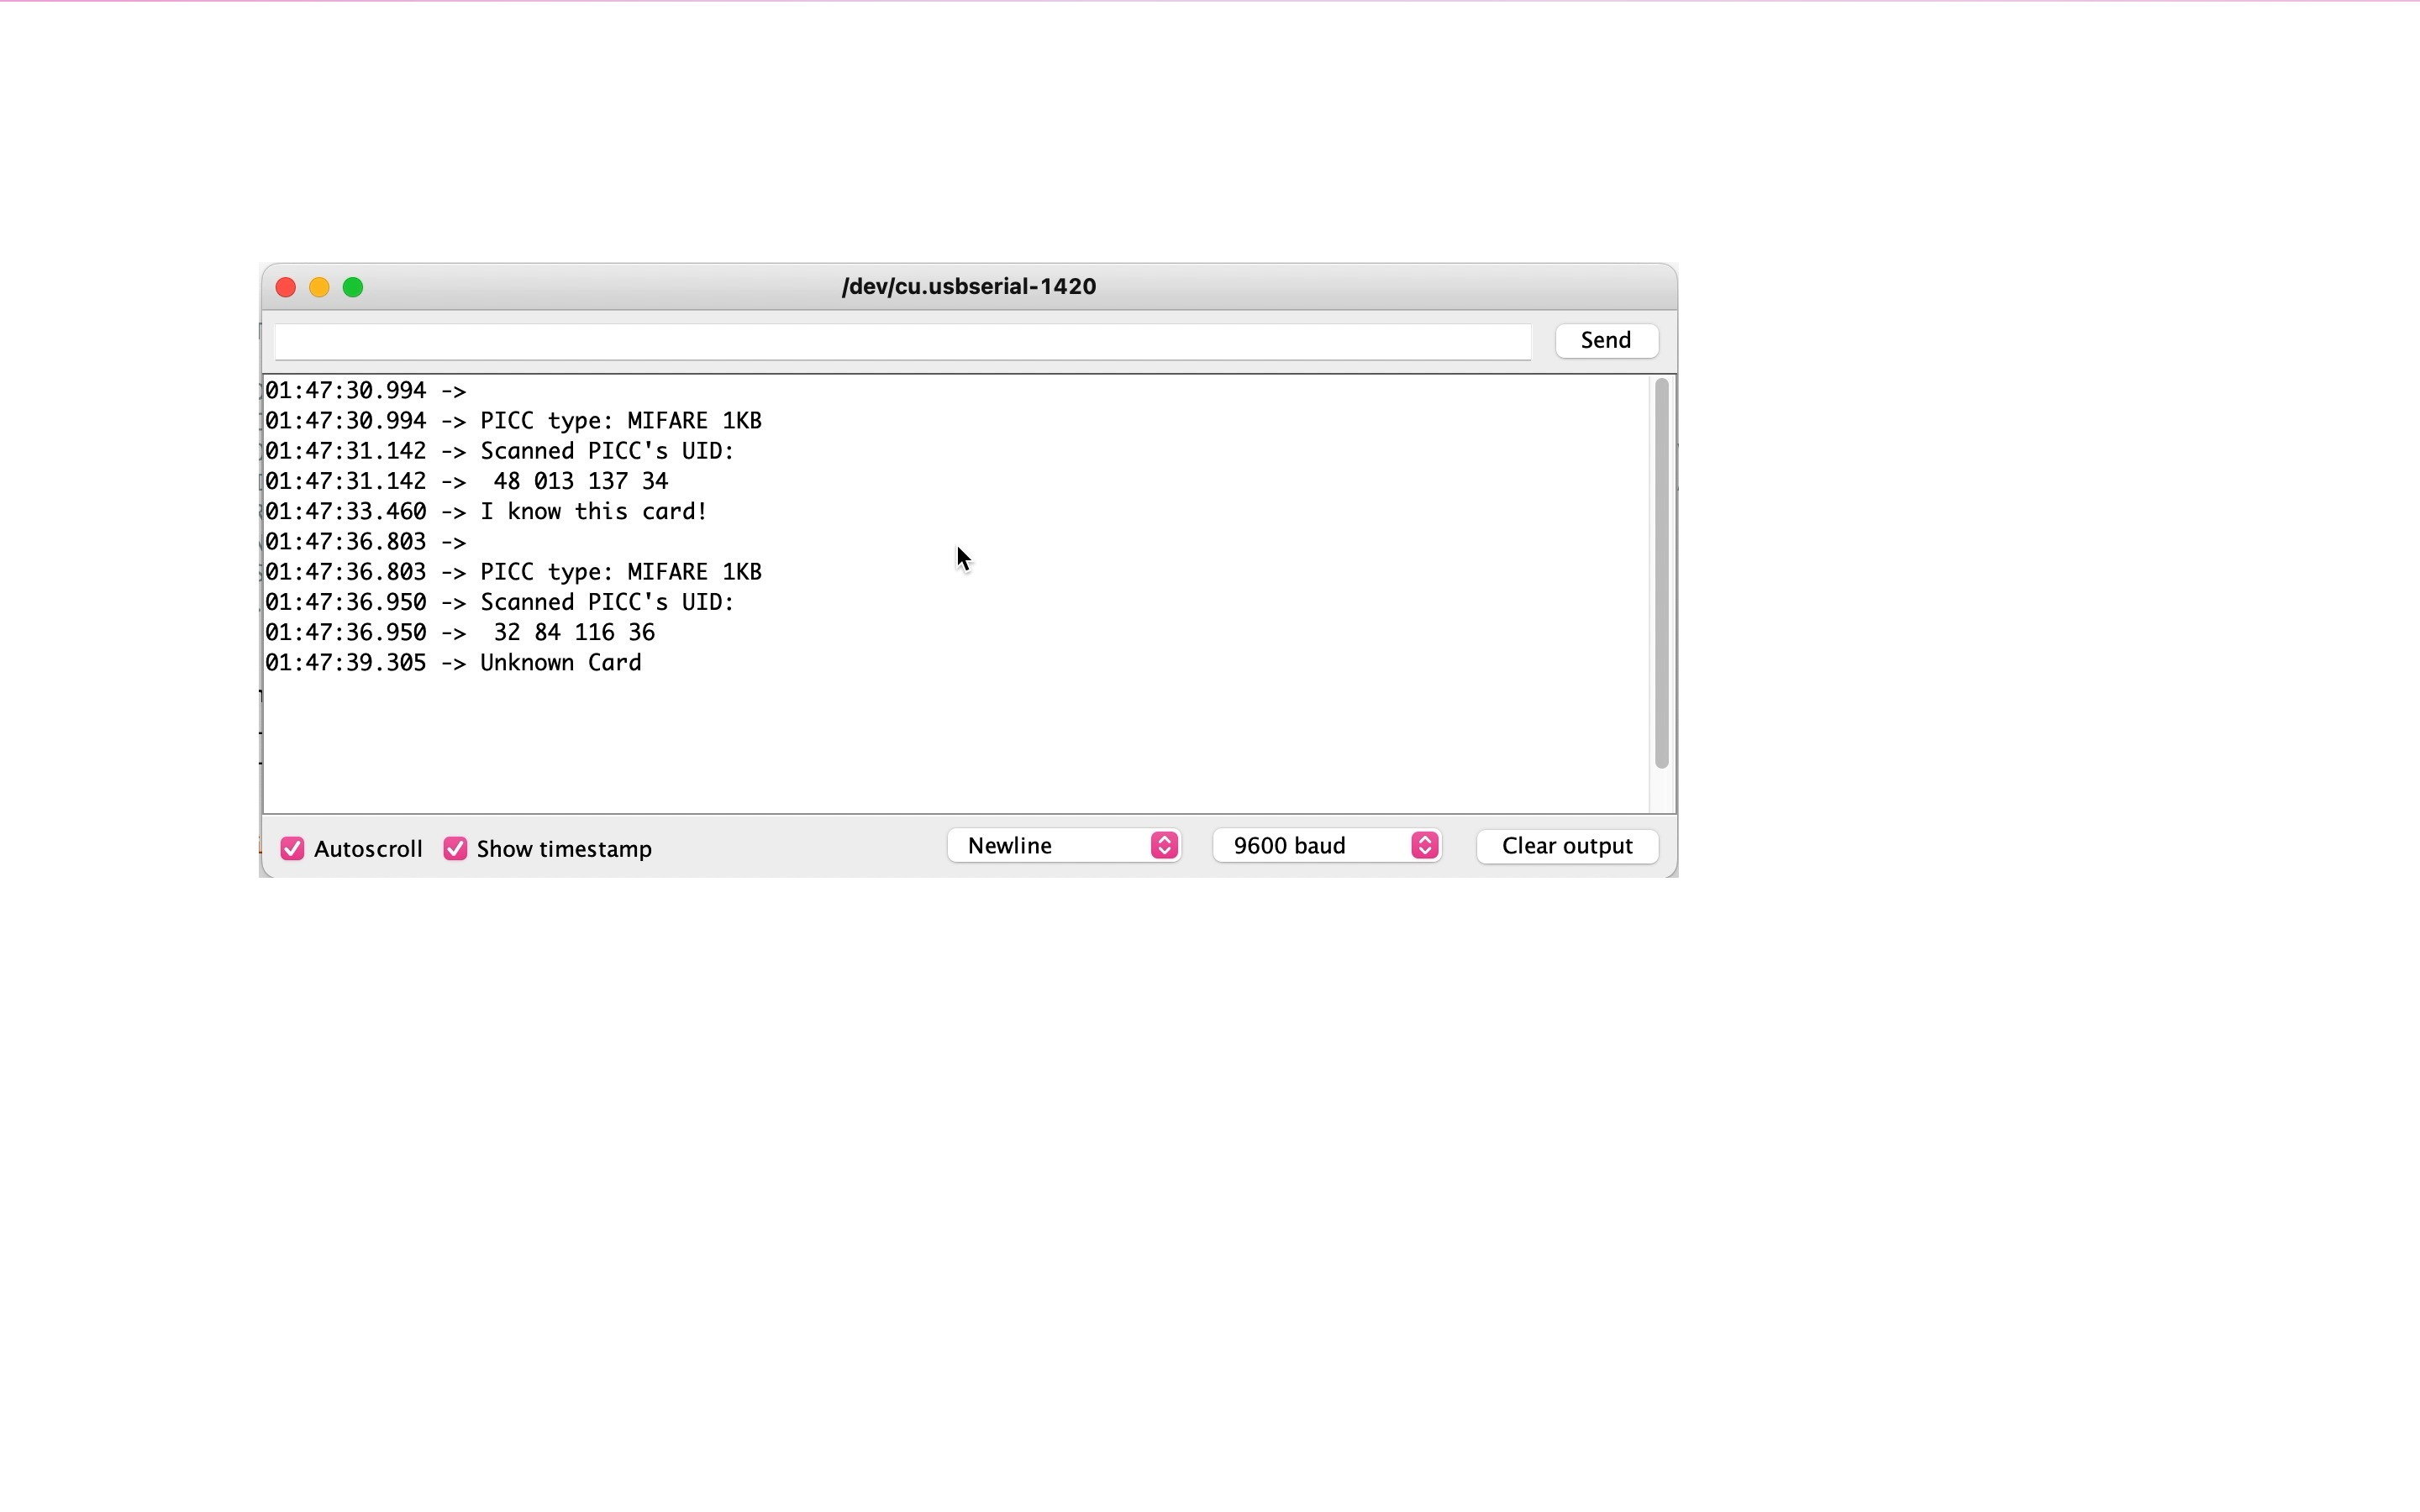 /dev/cu.usbserial-1420
Send
01:47:30.994 ->
01:47:30.994 -> PICC type: MIFARE 1KB
01:47:31.142 -> Scanned PICC's UID:
01:47:31.142 ->  48 013 137 34
01:47:33.460 -> I know this card!
01:47:36.803 ->
01:47:36.803 -> PICC type: MIFARE 1KB
01:47:36.950 -> Scanned PICC's UID:
01:47:36.950 ->  32 84 116 36
01:47:39.305 -> Unknown Card
Autoscroll Show timestamp Newline 9600 baud Clear output